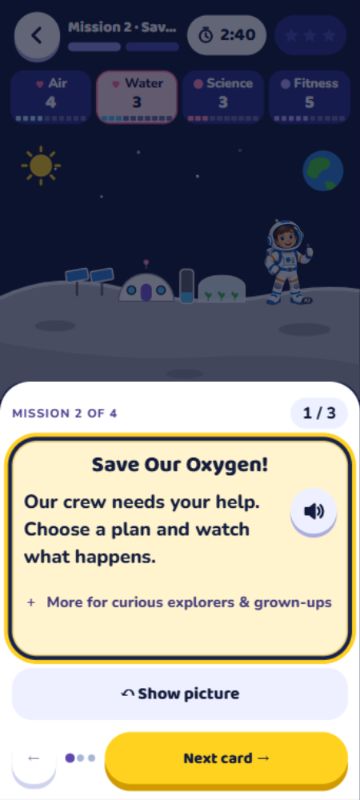 Mission 2 · Sav...
2:40
Air
4
Water
3
Science
3
Fitness
5
MISSION 2 OF 4
1 / 3
Save Our Oxygen!
Our crew needs your help.
Choose a plan and watch
what happens.
+ More for curious explorers & grown-ups
↶ Show picture
←
Next card →